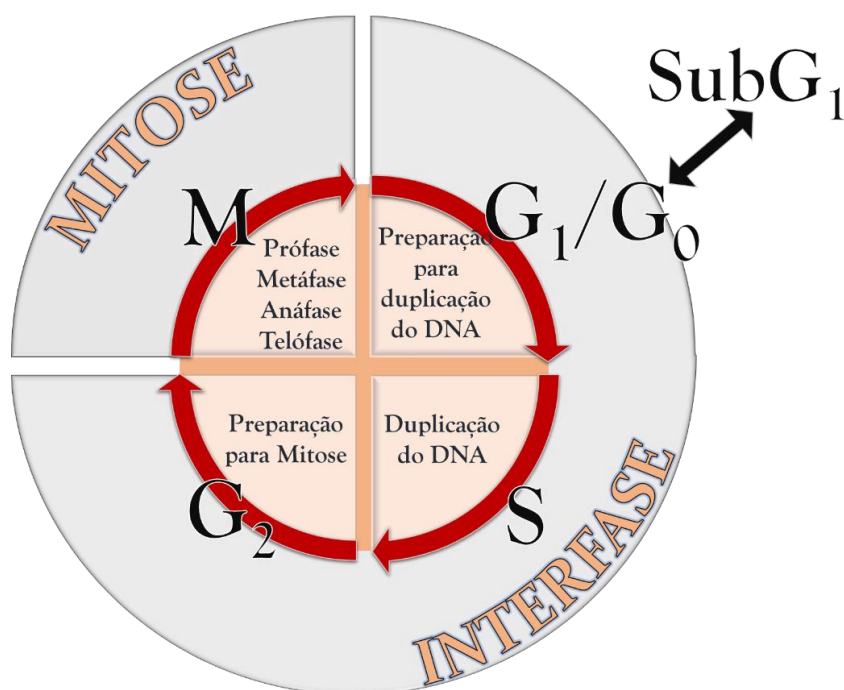 MITOSE
SubG₁
M
G₁/G₀
Prófase
Metáfase
Anáfase
Telófase
Preparação
para
duplicação
do DNA
Preparação
para Mitose
Duplicação
do DNA
G₂
S
INTERFASE